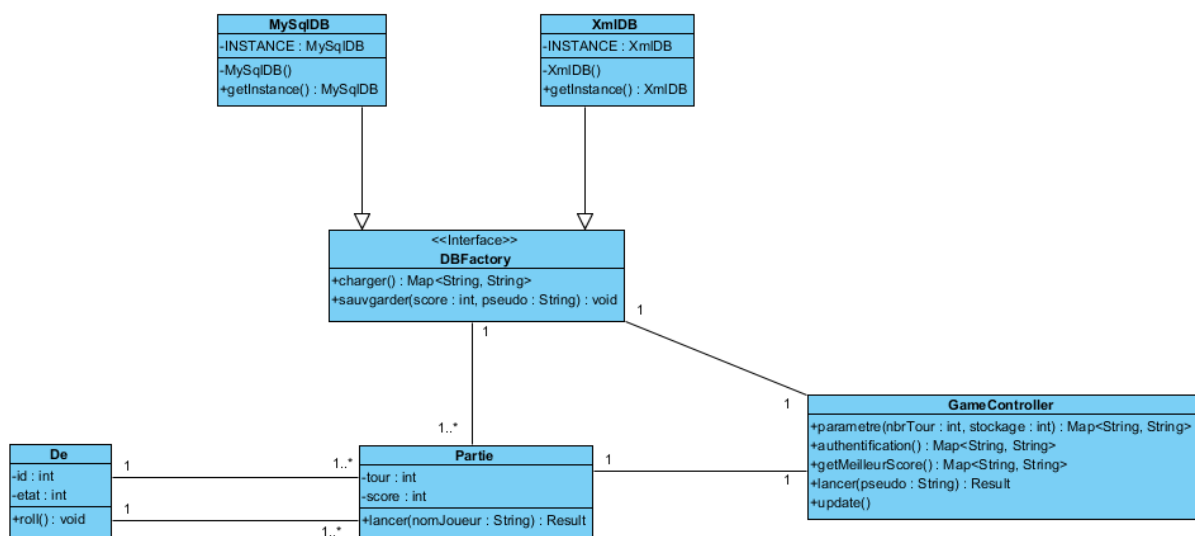 MySqlDB
-INSTANCE : MySqlDB
-MySqlDB()
+getInstance() : MySqlDB
XmlDB
-INSTANCE : XmlDB
-XmlDB()
+getInstance() : XmlDB
<<Interface>>
DBFactory
+charger() : Map<String, String>
+sauvgarder(score : int, pseudo : String) : void
1
1
1
1..*
GameController
+parametre(nbrTour : int, stockage : int) : Map<String, String>
+authentification() : Map<String, String>
+getMeilleurScore() : Map<String, String>
+lancer(pseudo : String) : Result
+update()
De
-id : int
-etat : int
+roll() : void
1
1..*
1
1..*
Partie
-tour : int
-score : int
+lancer(nomJoueur : String) : Result
1
1